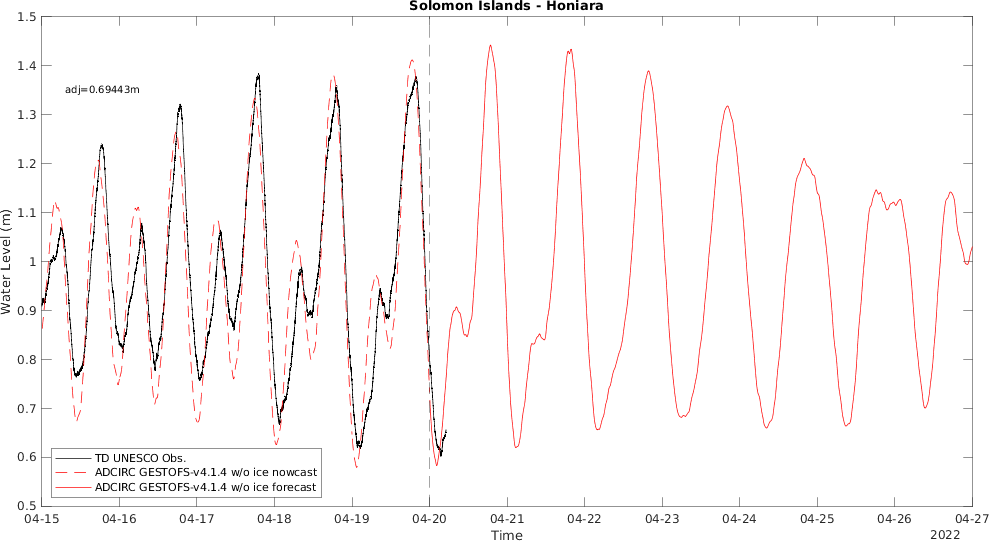 Solomon Islands - Honiara
1.5
1.4
1.3
1.2
1.1
1
0.9
0.8
0.7
0.6
0.5
Water Level (m)
adj=0.69443m
TD UNESCO Obs.
ADCIRC GESTOFS-v4.1.4 w/o ice nowcast
ADCIRC GESTOFS-v4.1.4 w/o ice forecast
04-15 04-16 04-17 04-18 04-19 04-20 04-21 04-22 04-23 04-24 04-25 04-26 04-27
Time
2022